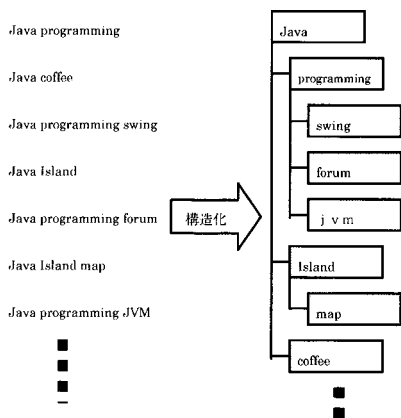 Java programming
Java coffee
Java programming swing
Java Island
Java programming forum
Java Island map
Java programming JVM
構造化
Java
programming
swing
forum
j v m
Island
map
coffee